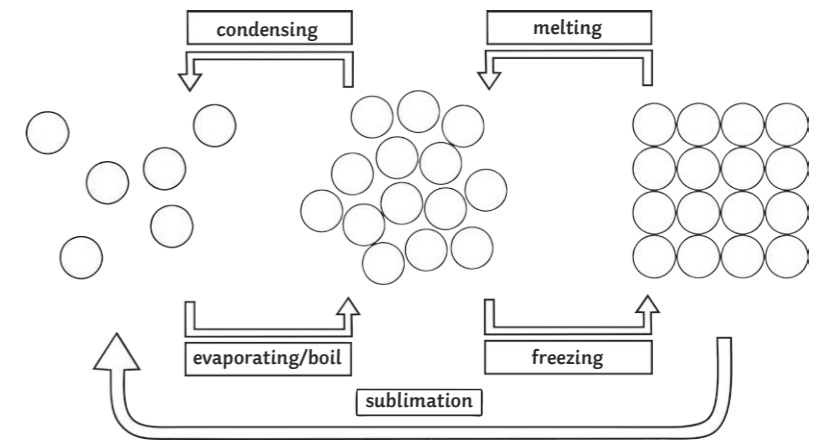 condensing
melting
evaporating/boil
freezing
sublimation